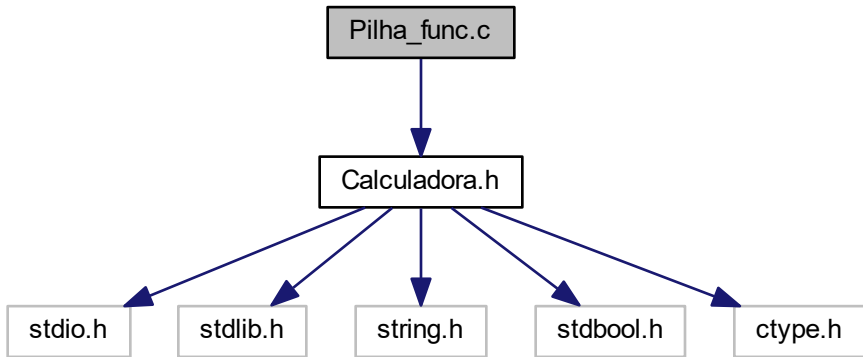 Pilha_func.c
Calculadora.h
stdio.h
stdlib.h
string.h
stdbool.h
ctype.h